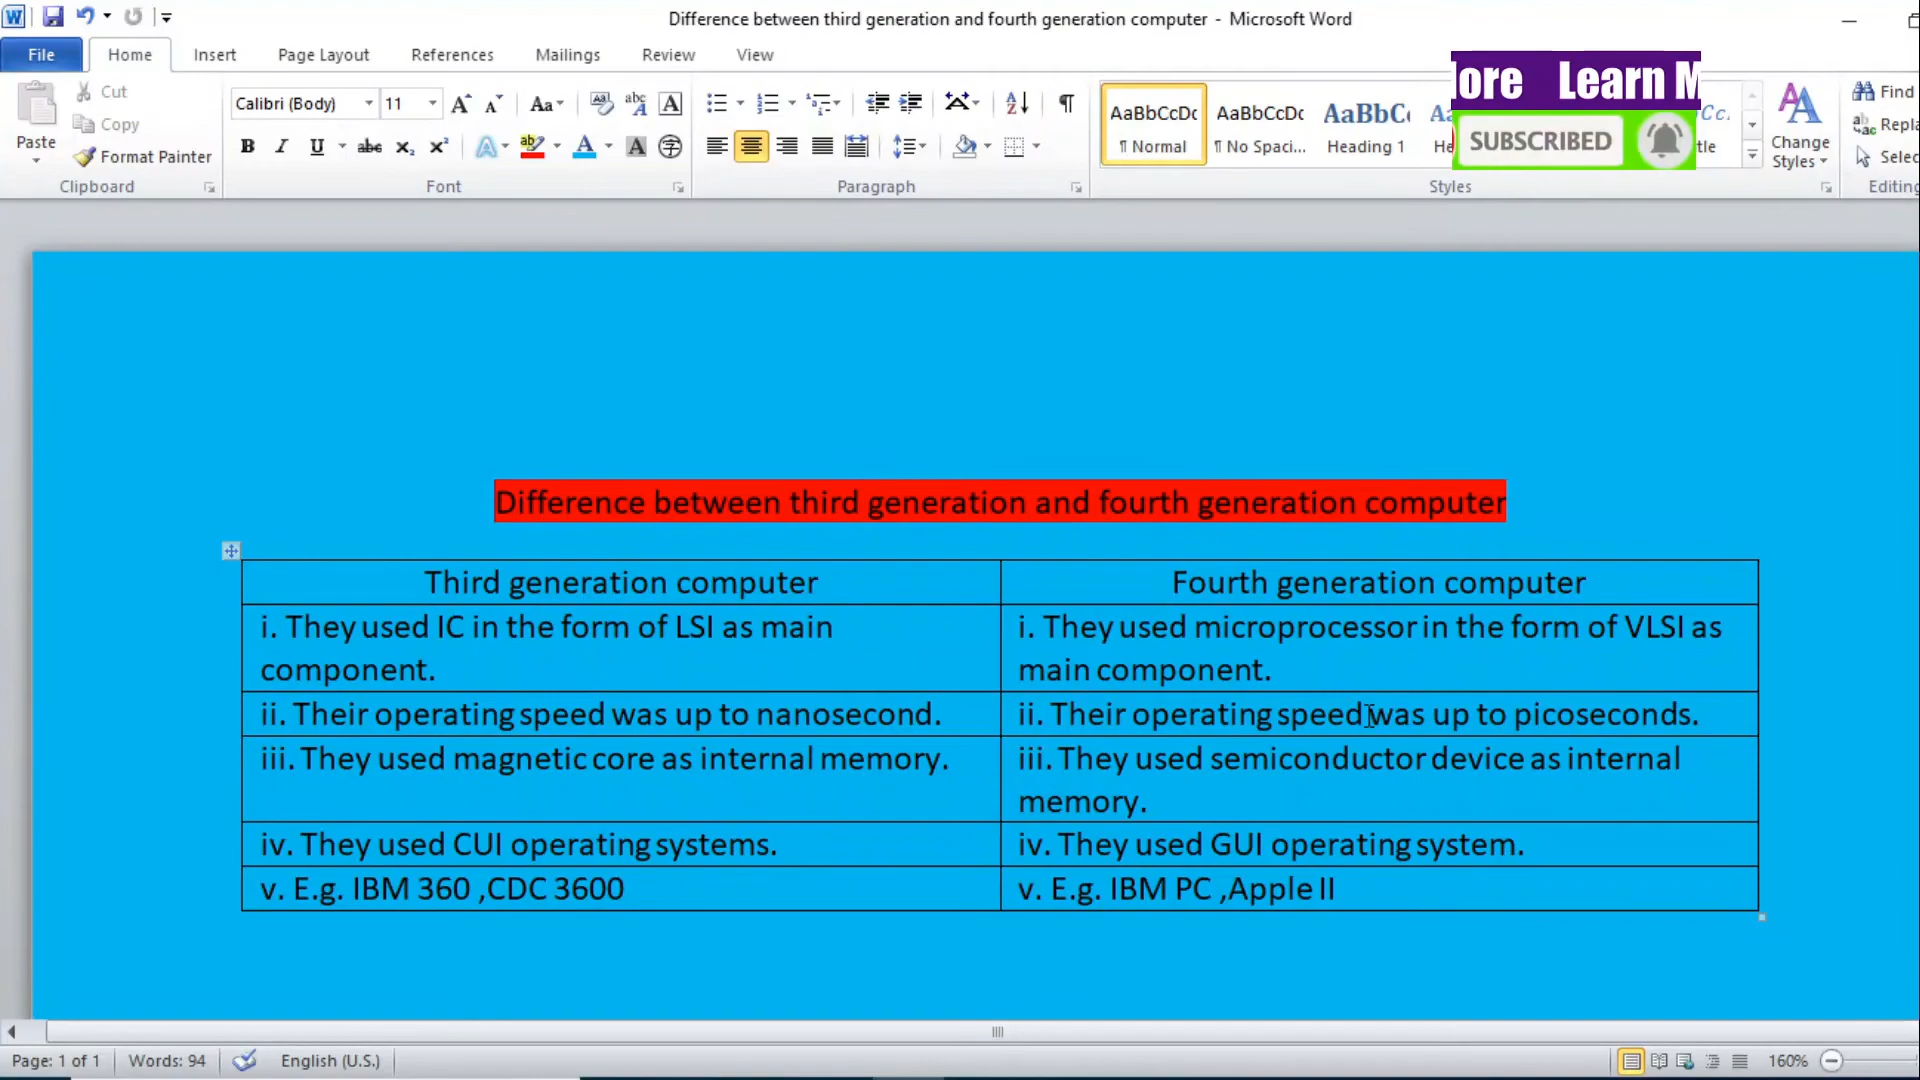 Difference between third generation and fourth generation computer - Microsoft Word
File Home Insert Page Layout References Mailings Review View
ore Learn M
Cut
Copy
Format Painter
Paste
Calibri (Body) 11
AaBbCcDc AaBbCcDc AaBbC
¶ Normal ¶ No Spaci... Heading 1
SUBSCRIBED
Change
Styles
Find
Repla
Selec
Clipboard Font Paragraph Styles Editing
Difference between third generation and fourth generation computer
Third generation computer
Fourth generation computer
i. They used IC in the form of LSI as main
component.
i. They used microprocessor in the form of VLSI as
main component.
ii. Their operating speed was up to nanosecond.
ii. Their operating speed was up to picoseconds.
iii. They used magnetic core as internal memory.
iii. They used semiconductor device as internal
memory.
iv. They used CUI operating systems.
iv. They used GUI operating system.
v. E.g. IBM 360 ,CDC 3600
v. E.g. IBM PC ,Apple II
Page: 1 of 1 Words: 94 English (U.S.) 160%